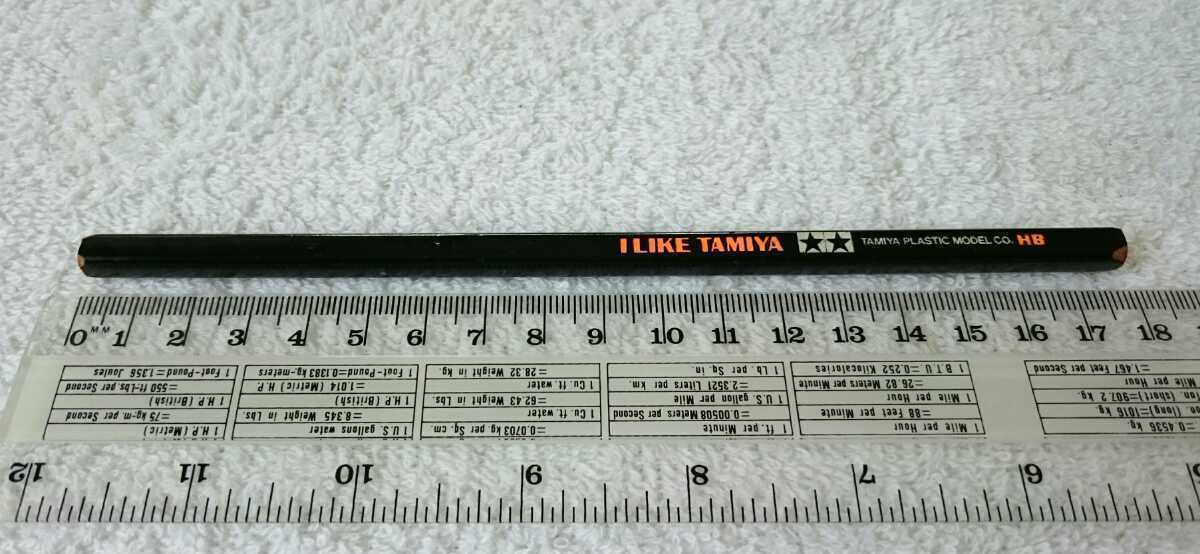 I LIKE TAMIYA TAMIYA PLASTIC MODEL CO. HB
0 MM 1 2 3 4 5 6 7 8 9 10 11 12 13 14 15 16 17 18
1 Foot-Pound=1.356 Joules
=550 ft-Lbs. per Second
1 H.P (British)
=75 kg-m. per Second
1 H.P (Metric)
1 Foot-Pound=0.1383 kg-meters
=1.014 (Metric) H.P
1 H.P. (British)
=8.345 Weight in Lbs.
1 U.S. gallons water
=28.32 Weight in kg.
1 Cu ft. water
=62.43 Weight in Lbs.
1 Cu. ft. water
=0.0703 kg. per Sq. cm.
1 Lb. per Sq. in.
=2.3521 Liters per km.
1 U.S. gallon per Mile
=0.00508 Meters per Second
1 ft. per Minute
1 B T U.=0.252 Kilocalories
=26.82 Meters per Minute
1 Mile per Hour
=88 Feet per Minute
1 Mile per Hour
=1.467 Feet per Second
Mile per Hour
(short)=907.2 kg.
(long)=1016 kg.
=0.4536 kg.
12 11 10 9 8 7 6